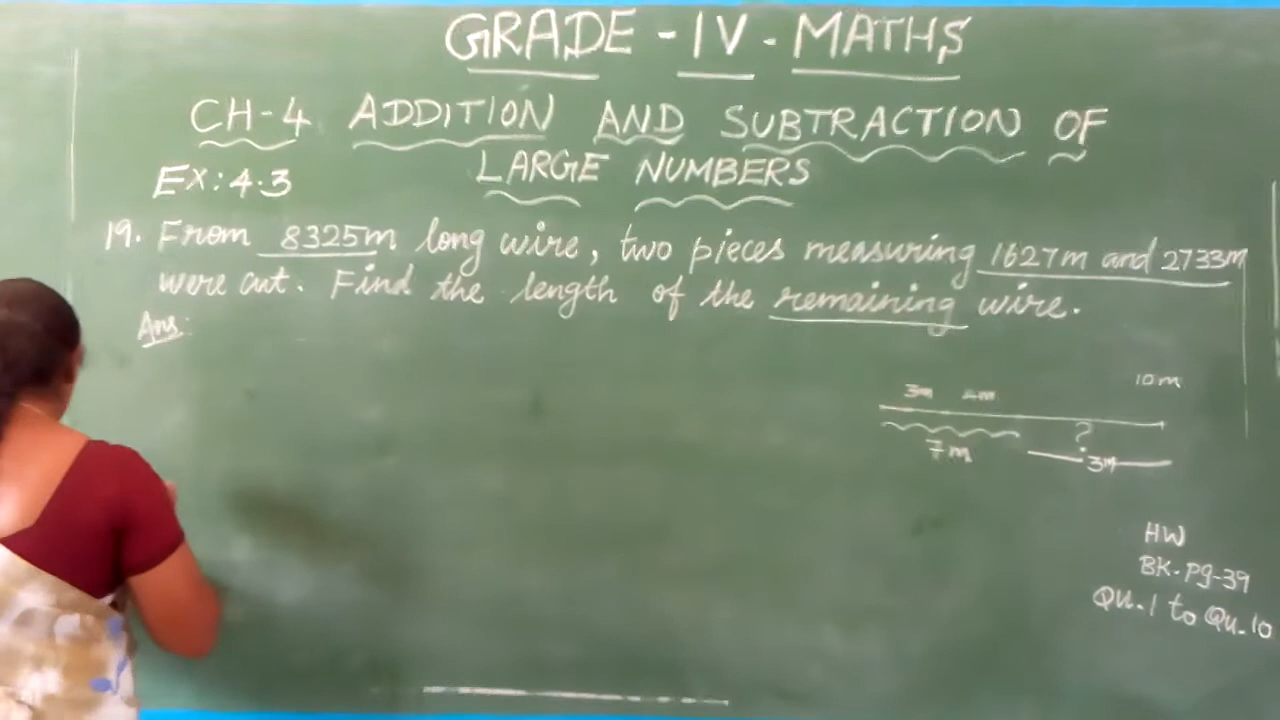 GRADE - IV - MATHS
CH-4 ADDITION AND SUBTRACTION OF
LARGE NUMBERS
EX: 4.3
19. From 8325m long wire, two pieces measuring 1627m and 2733m
were cut. Find the length of the remaining wire.
Ans:
10m
3m 4m
?
7m
3m
HW
BK. Pg-39
Qu. 1 to Qu. 10